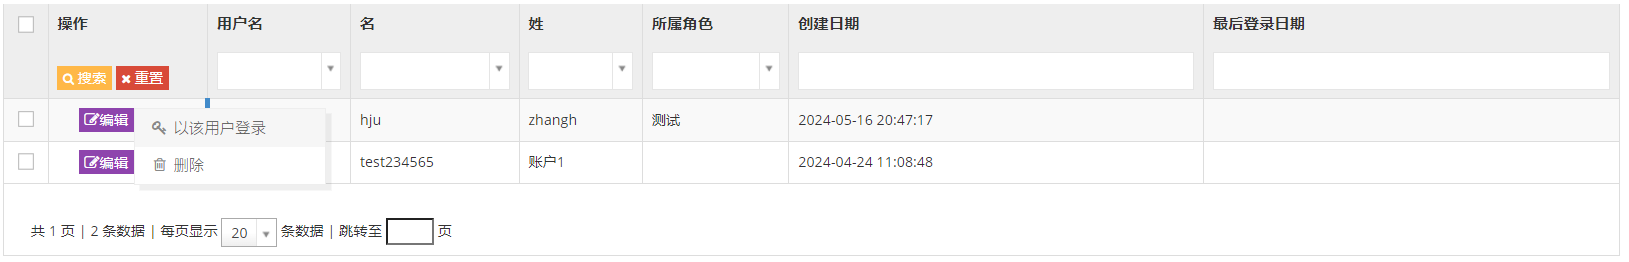 操作 用户名 名 姓 所属角色 创建日期 最后登录日期
搜索 重置
编辑 以该用户登录 hju zhangh 测试 2024-05-16 20:47:17
编辑 删除 test234565 账户1 2024-04-24 11:08:48
共 1 页 | 2 条数据 | 每页显示 20 条数据 | 跳转至 页